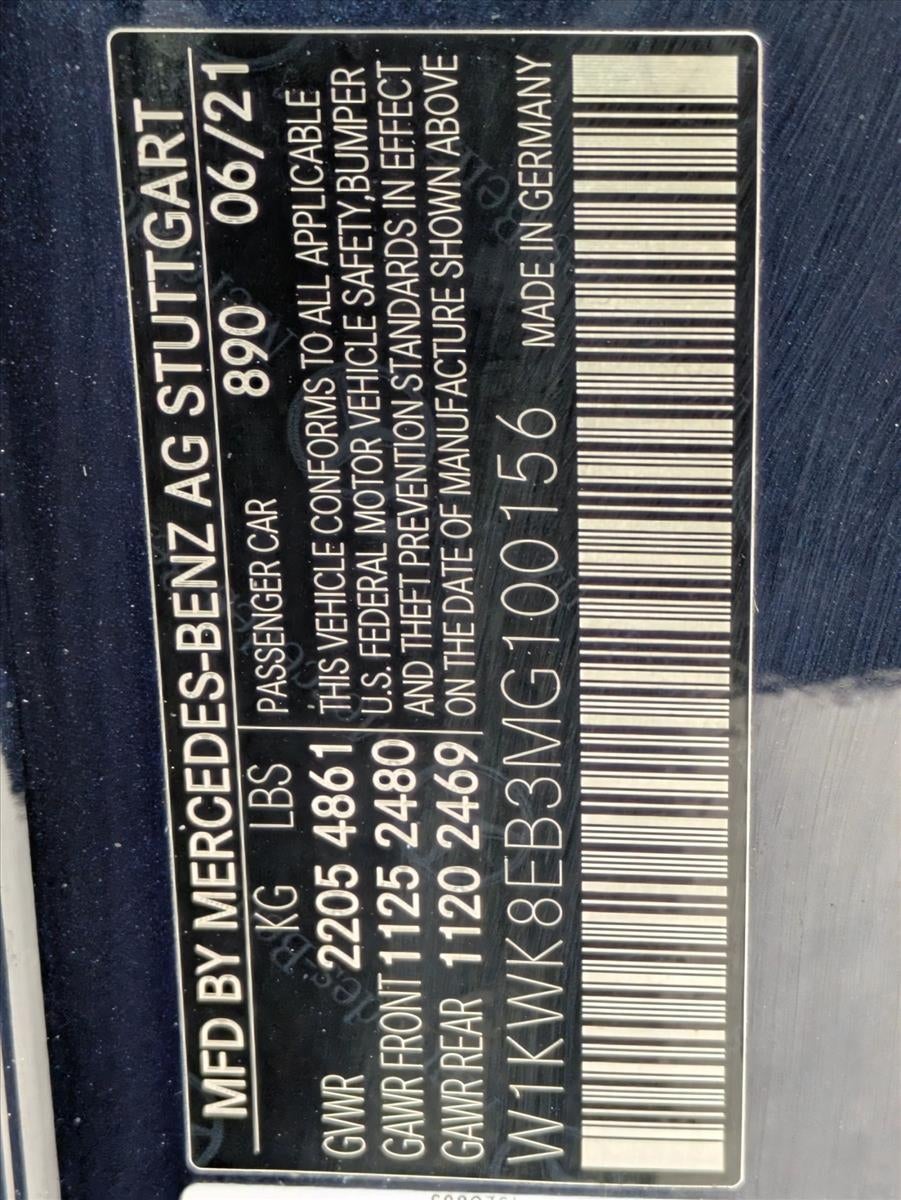 MFD BY MERCEDES-BENZ AG STUTTGART
890 06/21
KG LBS
GVWR 2205 4861
GAWR FRONT 1125 2480
GAWR REAR 1120 2469
PASSENGER CAR
THIS VEHICLE CONFORMS TO ALL APPLICABLE
U.S. FEDERAL MOTOR VEHICLE SAFETY,BUMPER
AND THEFT PREVENTION STANDARDS IN EFFECT
ON THE DATE OF MANUFACTURE SHOWN ABOVE
W1KWK8EB3MG100156 MADE IN GERMANY